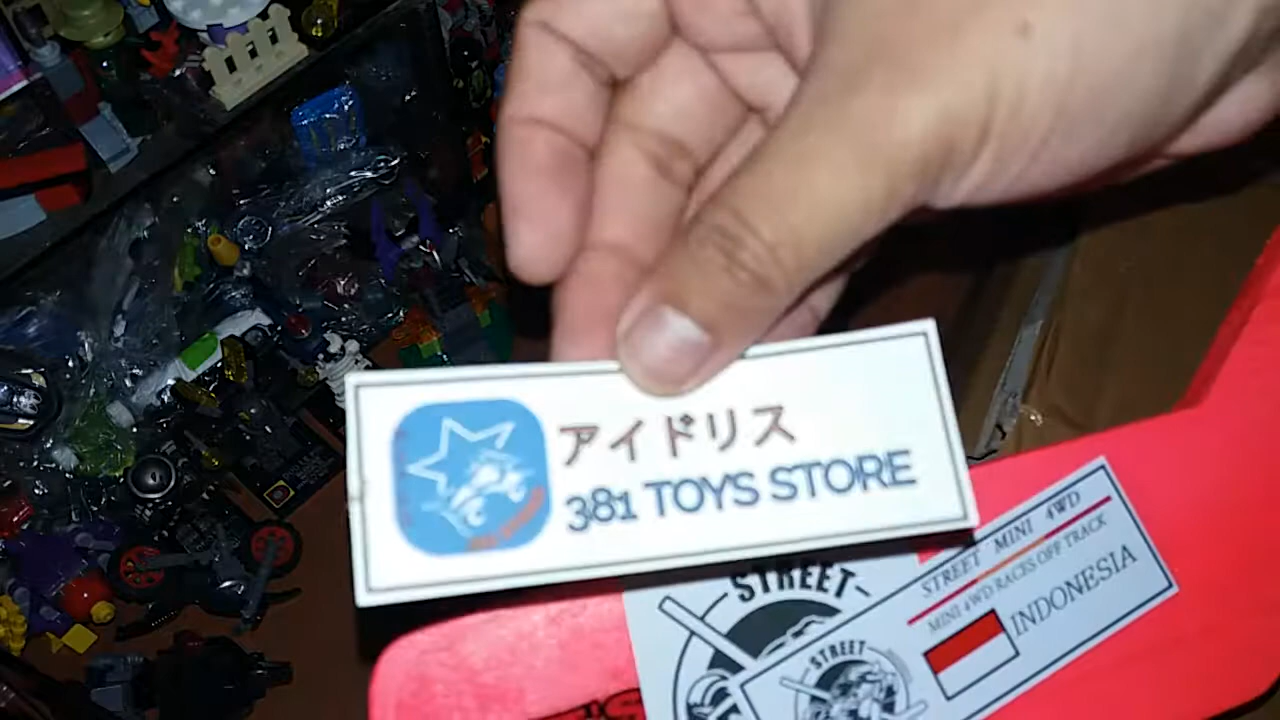 アイドリス
381 TOYS STORE
STREET
STREET MINI 4WD
MINI 4WD RACES OFF TRACK
INDONESIA
STREET